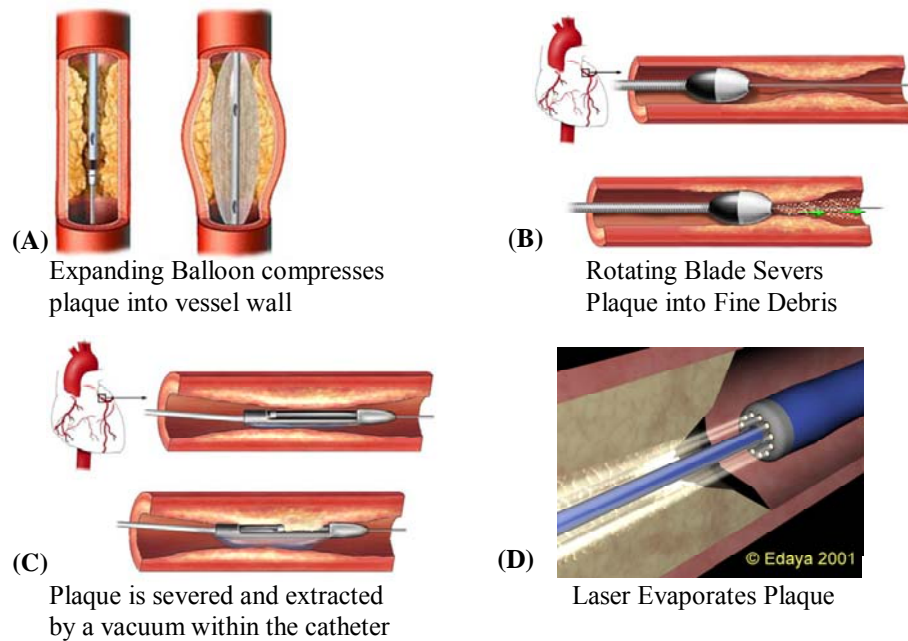 (A)
Expanding Balloon compresses
plaque into vessel wall
(B)
Rotating Blade Severs
Plaque into Fine Debris
(C)
Plaque is severed and extracted
by a vacuum within the catheter
© Edaya 2001
(D)
Laser Evaporates Plaque